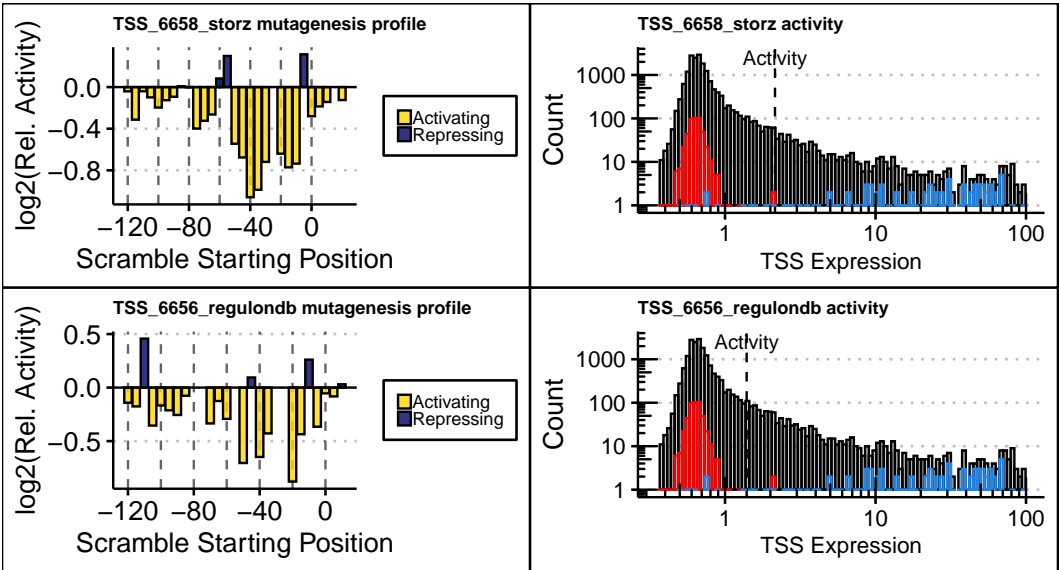 TSS_6658_storz mutagenesis profile
log2(Rel. Activity)
0.0
−0.4
−0.8
−120
−80
−40
0
Scramble Starting Position
Activating
Repressing
TSS_6658_storz activity
Activity
Count
1000
100
10
1
1
10
100
TSS Expression
TSS_6656_regulondb mutagenesis profile
log2(Rel. Activity)
0.5
0.0
−0.5
−120
−80
−40
0
Scramble Starting Position
Activating
Repressing
TSS_6656_regulondb activity
Activity
Count
1000
100
10
1
1
10
100
TSS Expression